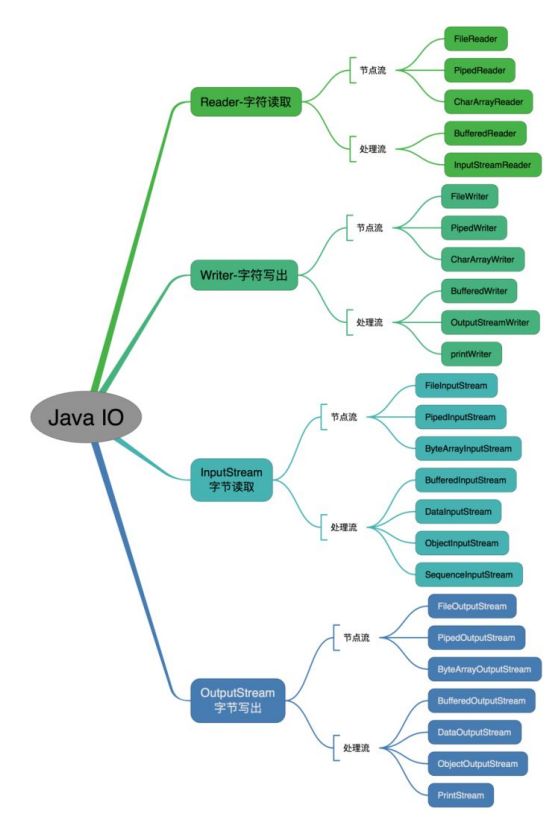 Java IO
Reader-字符读取
节点流
FileReader
PipedReader
CharArrayReader
处理流
BufferedReader
InputStreamReader
Writer-字符写出
节点流
FileWriter
PipedWriter
CharArrayWriter
处理流
BufferedWriter
OutputStreamWriter
printWriter
InputStream
字节读取
节点流
FileInputStream
PipedInputStream
ByteArrayInputStream
处理流
BufferedInputStream
DataInputStream
ObjectInputStream
SequenceInputStream
OutputStream
字节写出
节点流
FileOutputStream
PipedOutputStream
ByteArrayOutputStream
处理流
BufferedOutputStream
DataOutputStream
ObjectOutputStream
PrintStream